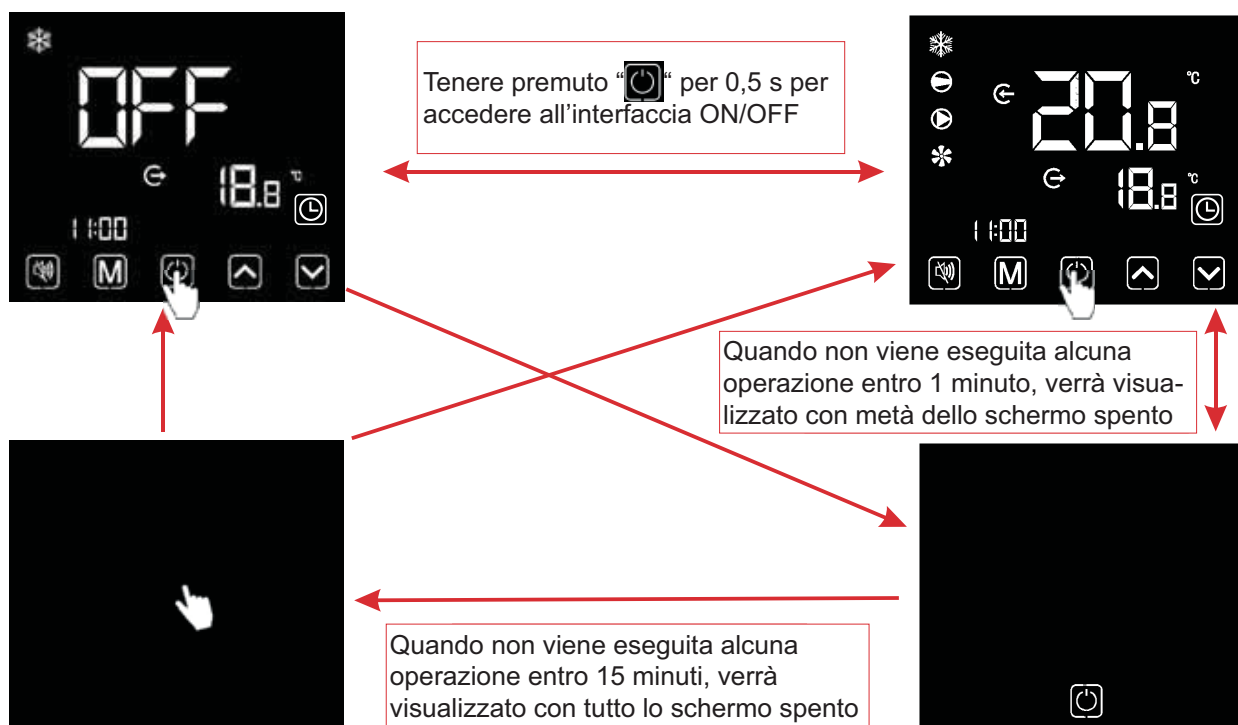 OFF
18.8 °C
11:00
M
Tenere premuto “ “ per 0,5 s per
accedere all’interfaccia ON/OFF
20.8 °C
18.8 °C
11:00
M
Quando non viene eseguita alcuna
operazione entro 1 minuto, verrà visua-
lizzato con metà dello schermo spento
Quando non viene eseguita alcuna
operazione entro 15 minuti, verrà
visualizzato con tutto lo schermo spento